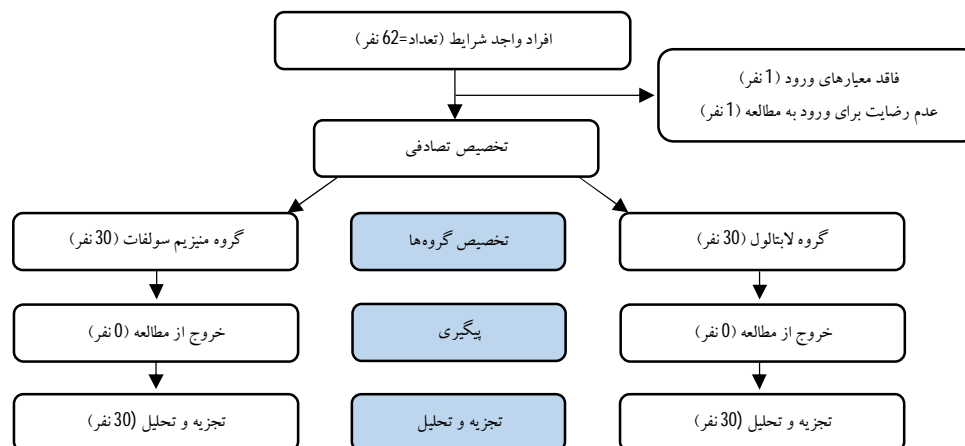 افراد واجد شرایط (تعداد=62 نفر)
فاقد معیارهای ورود (1 نفر)
عدم رضایت برای ورود به مطالعه (1 نفر)
تخصیص تصادفی
گروه لابتالول (30 نفر)
تخصیص گروه‌ها
گروه منیزیم سولفات (30 نفر)
خروج از مطالعه (0 نفر)
پیگیری
خروج از مطالعه (0 نفر)
تجزیه و تحلیل (30 نفر)
تجزیه و تحلیل
تجزیه و تحلیل (30 نفر)